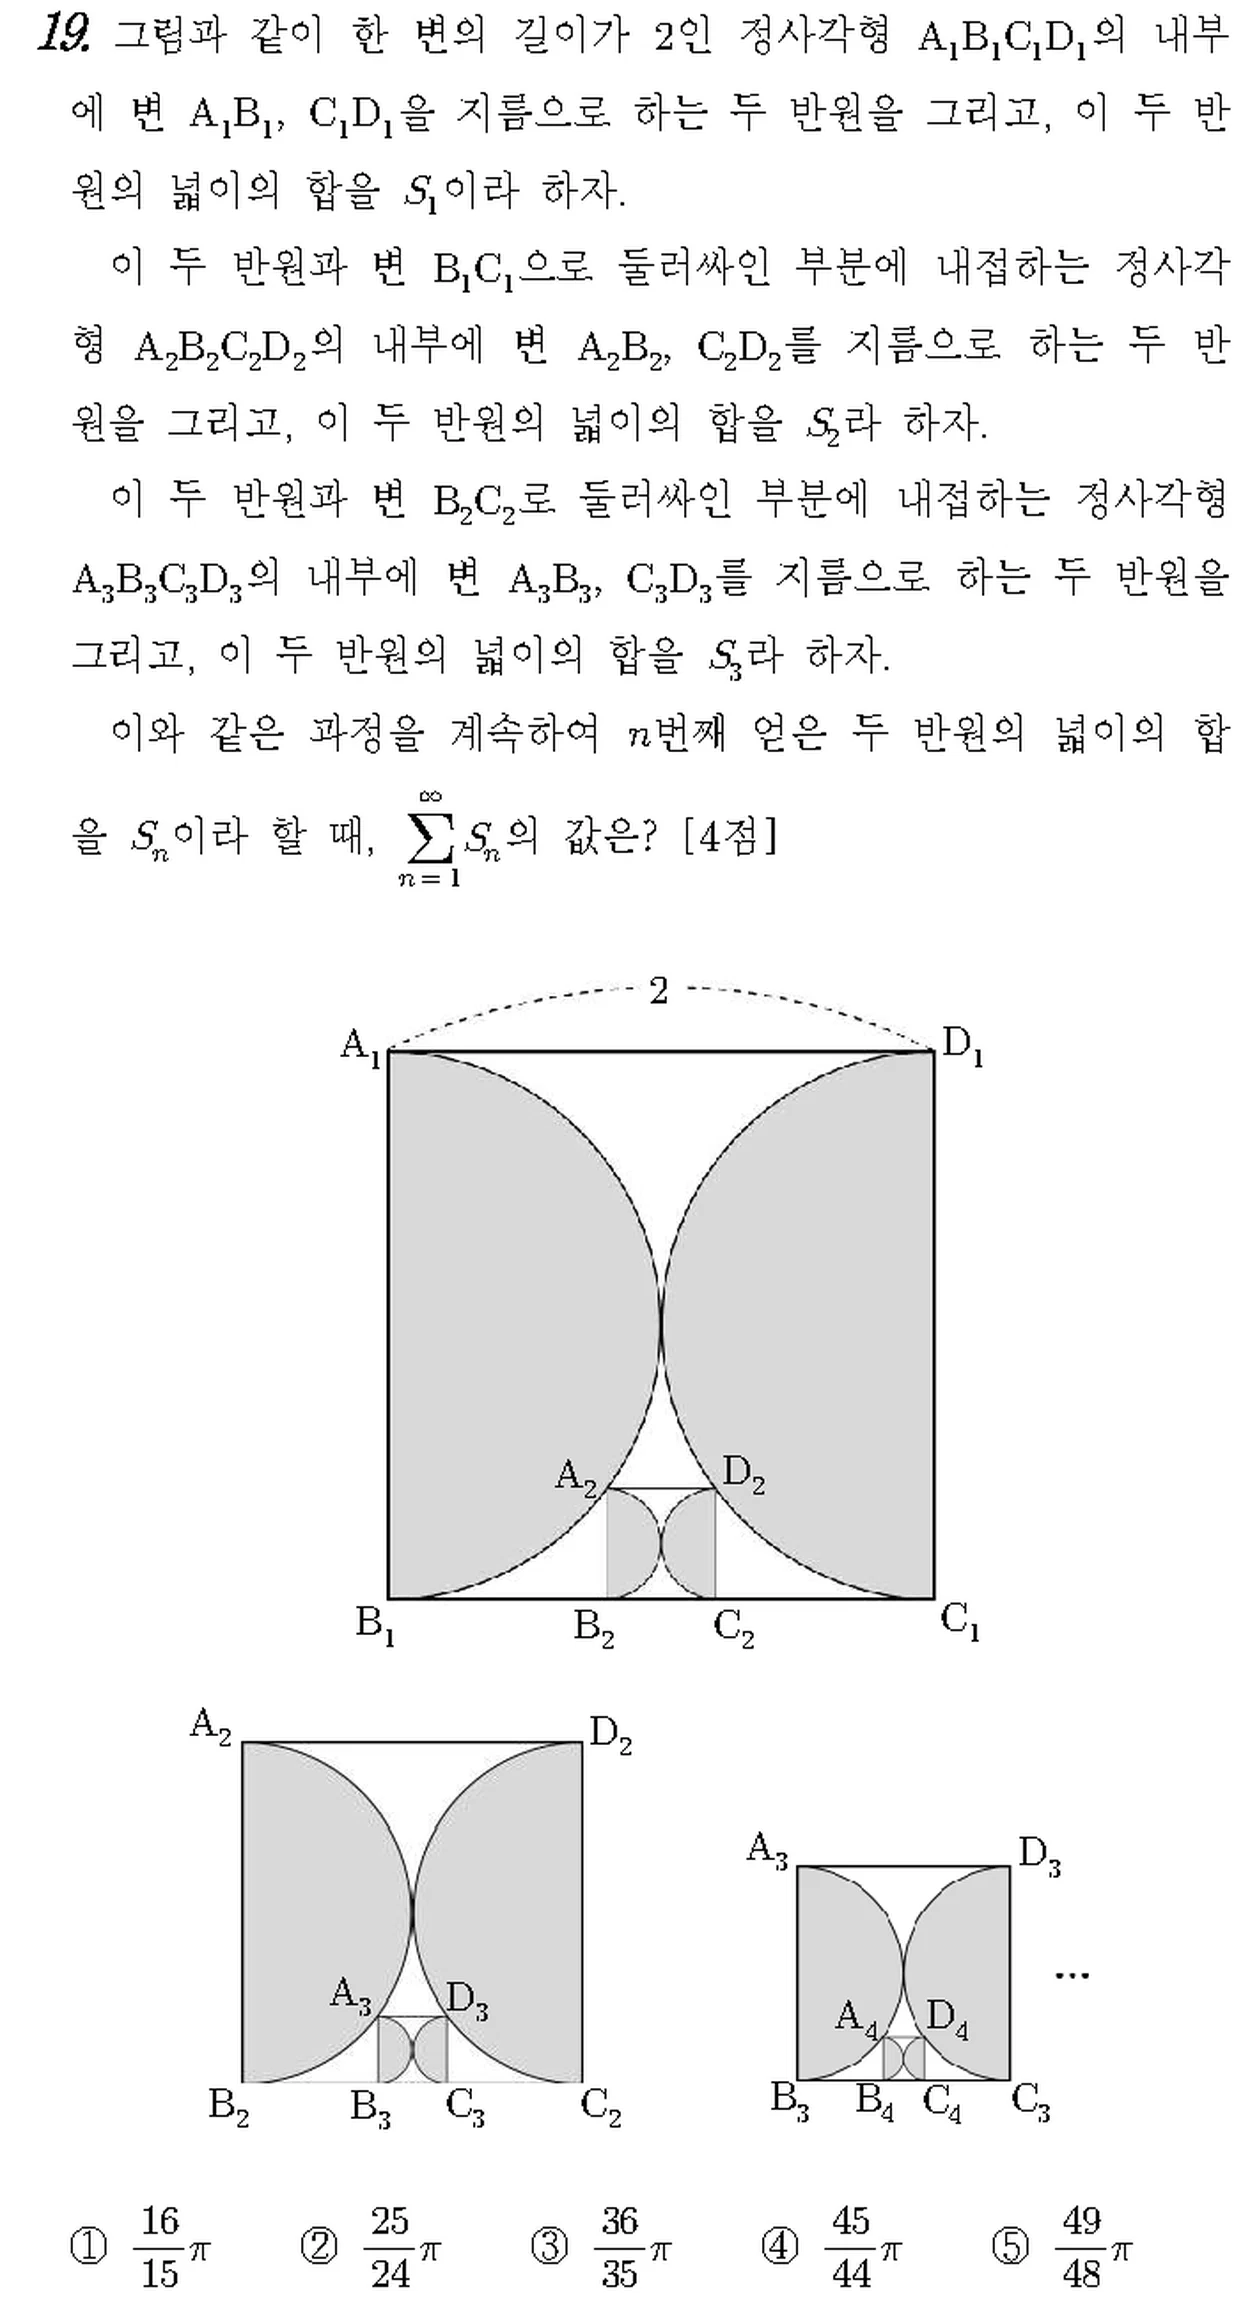 19. 그림과 같이 한 변의 길이가 2인 정사각형 A₁B₁C₁D₁의 내부
에 변 A₁B₁, C₁D₁을 지름으로 하는 두 반원을 그리고, 이 두 반
원의 넓이의 합을 S₁이라 하자.
이 두 반원과 변 B₁C₁으로 둘러싸인 부분에 내접하는 정사각
형 A₂B₂C₂D₂의 내부에 변 A₂B₂, C₂D₂를 지름으로 하는 두 반
원을 그리고, 이 두 반원의 넓이의 합을 S₂라 하자.
이 두 반원과 변 B₂C₂로 둘러싸인 부분에 내접하는 정사각형
A₃B₃C₃D₃의 내부에 변 A₃B₃, C₃D₃를 지름으로 하는 두 반원을
그리고, 이 두 반원의 넓이의 합을 S₃라 하자.
이와 같은 과정을 계속하여 n번째 얻은 두 반원의 넓이의 합
을 Sₙ이라 할 때, ∑_{n=1}^{∞} Sₙ의 값은? [4점]
2
A₁ D₁
A₂ D₂
B₁ B₂ C₂ C₁
A₂ D₂
A₃ D₃
A₃ D₃
...
A₄ D₄
B₂ B₃ C₃ C₂
B₃ B₄ C₄ C₃
① 16/15 π ② 25/24 π ③ 36/35 π ④ 45/44 π ⑤ 49/48 π